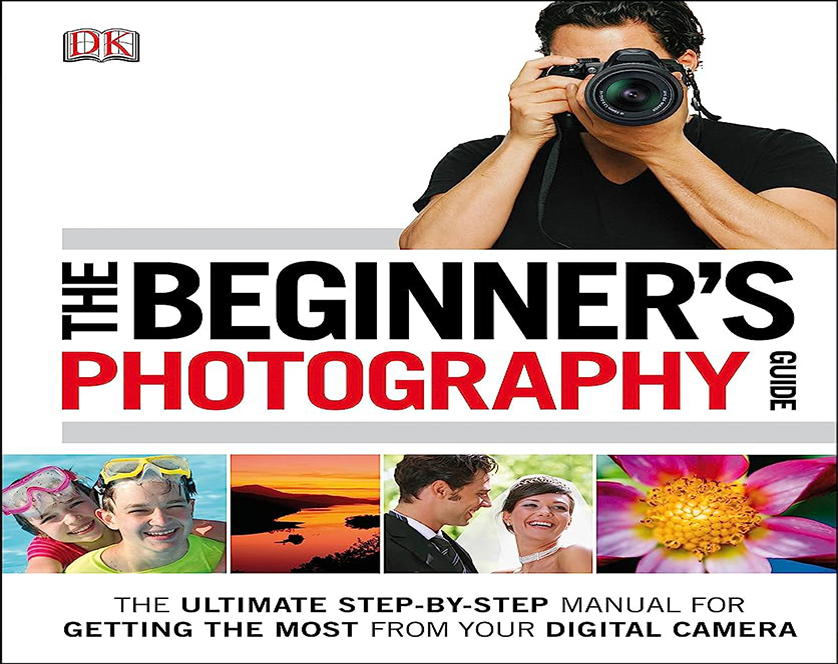 DK
THE
BEGINNER'S
PHOTOGRAPHY
GUIDE
THE ULTIMATE STEP-BY-STEP MANUAL FOR
GETTING THE MOST FROM YOUR DIGITAL CAMERA